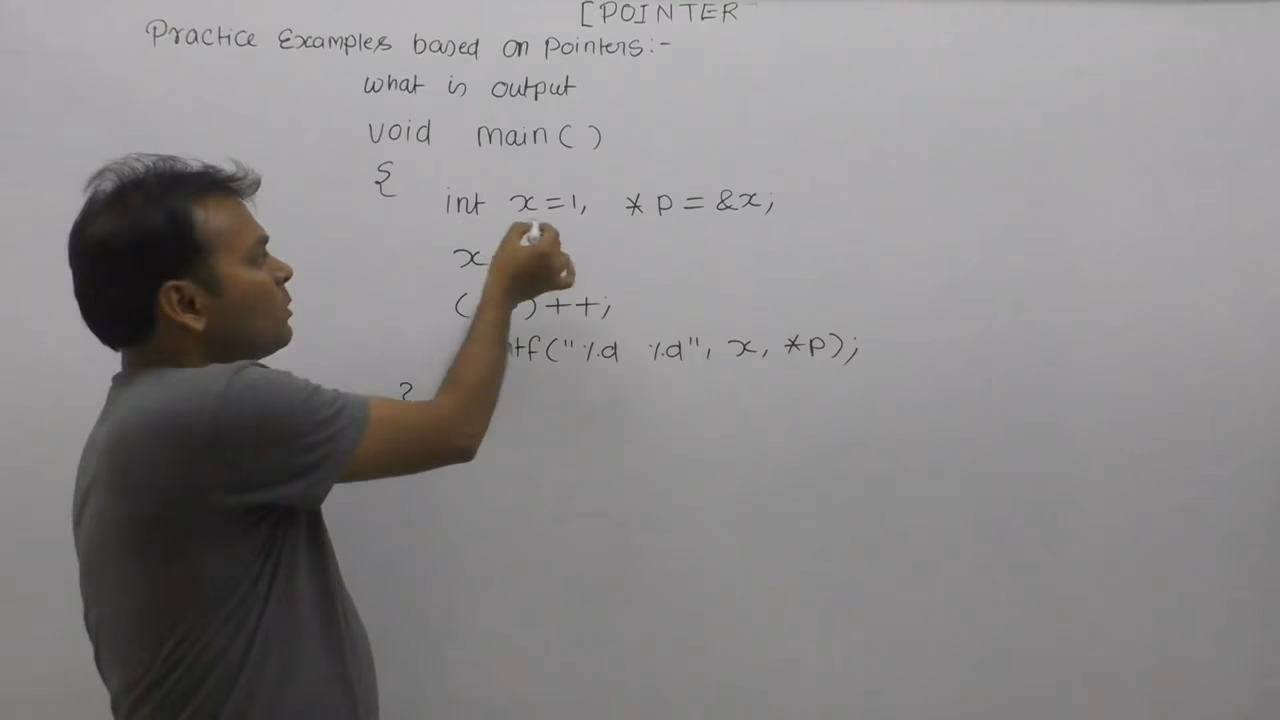 [POINTER
Practice Examples based on pointers:-
what is output
void main()
{
int x=1, *p=&x;
x
( )++;
tf("%d %d", x, *p);
}